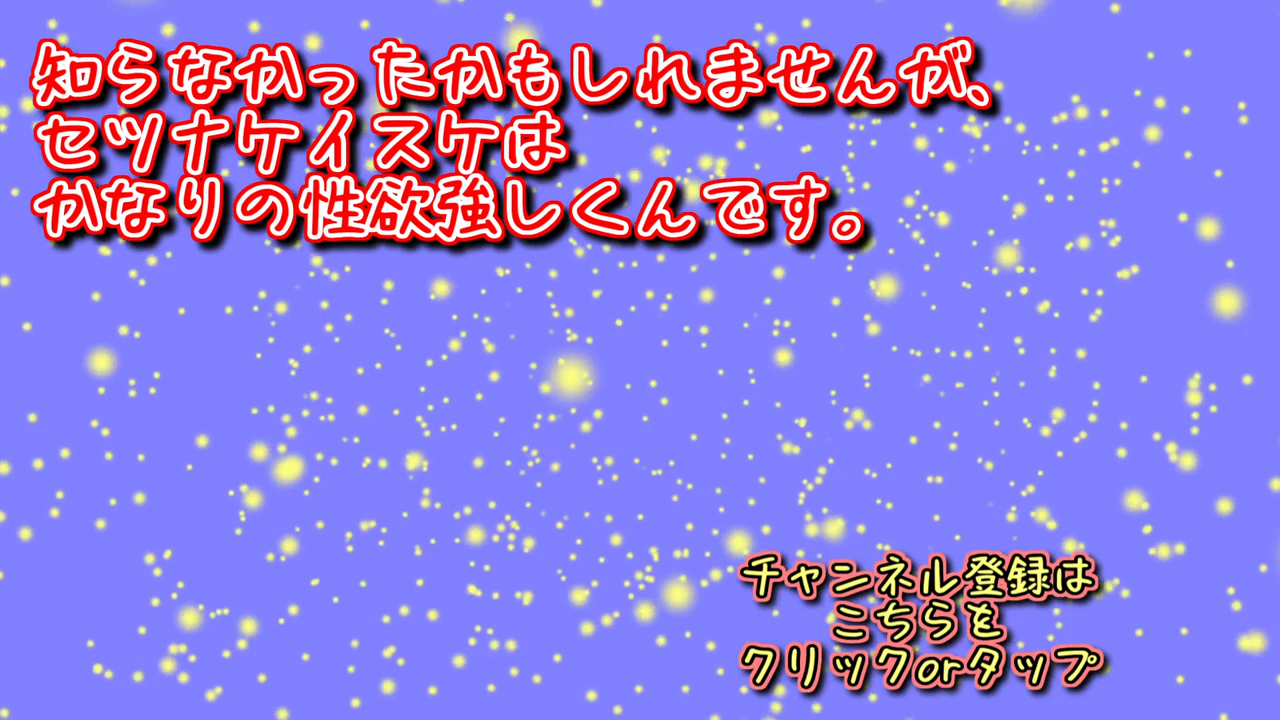 知らなかったかもしれませんが、
セツナケイスケは
かなりの性欲強しくんです。
チャンネル登録は
こちらを
クリックorタップ